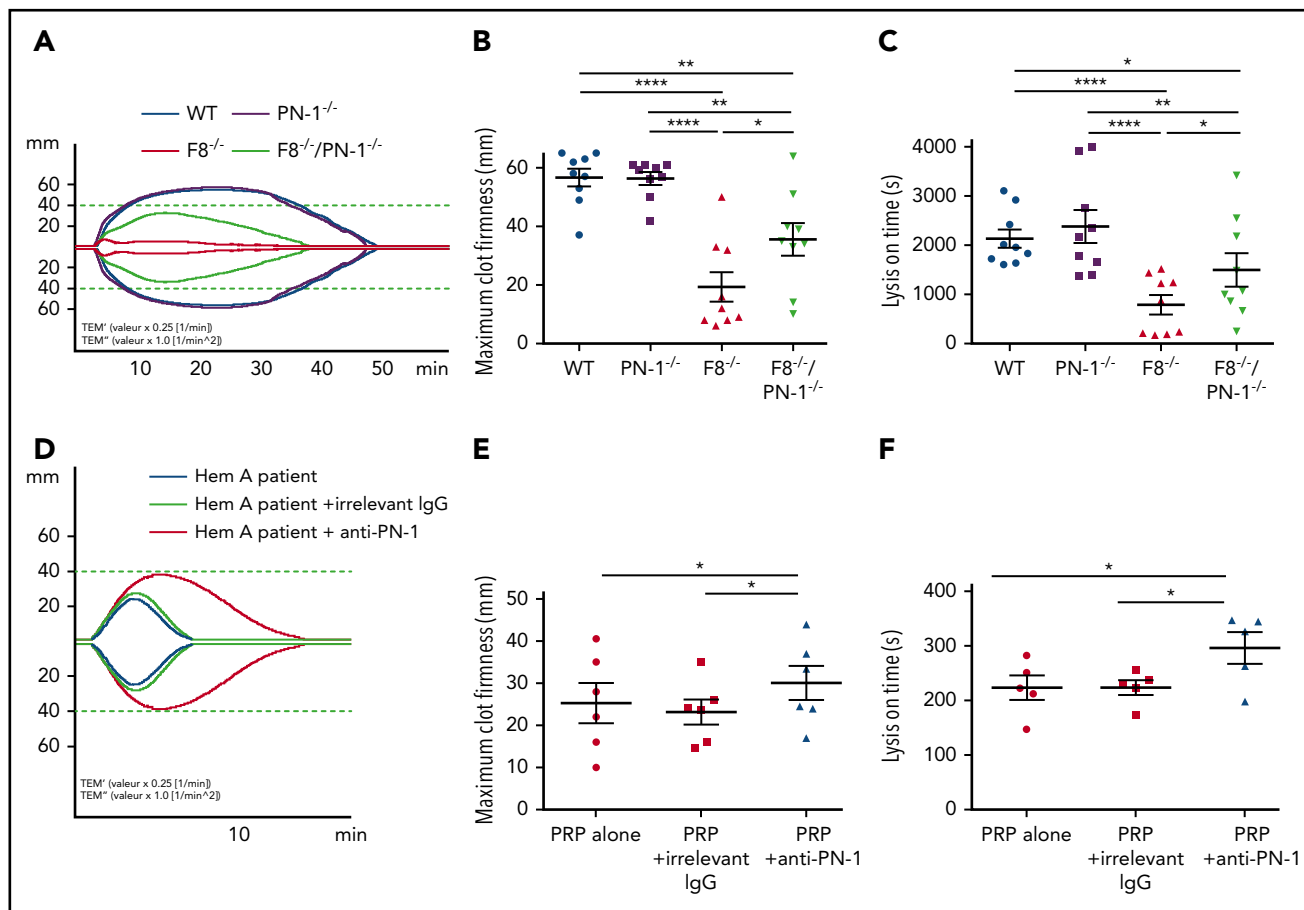 A
WT
PN-1-/-
F8-/-
F8-/-/PN-1-/-
mm
60
40
20
20
40
60
TEM' (valeur x 0.25 [1/min])
TEM" (valeur x 1.0 [1/min^2])
10 20 30 40 50 min
B
**
****
**
****
*
Maximum clot firmness (mm)
60
40
20
0
WT
PN-1-/-
F8-/-
F8-/-/
PN-1-/-
C
*
****
**
****
*
Lysis on time (s)
4000
3000
2000
1000
0
WT
PN-1-/-
F8-/-
F8-/-/
PN-1-/-
D
mm
Hem A patient
Hem A patient +irrelevant IgG
Hem A patient + anti-PN-1
60
40
20
20
40
60
TEM' (valeur x 0.25 [1/min])
TEM" (valeur x 1.0 [1/min^2])
10 min
E
*
*
Maximum clot firmness (mm)
50
40
30
20
10
0
PRP alone
PRP
+irrelevant
IgG
PRP
+anti-PN-1
F
*
*
Lysis on time (s)
400
300
200
100
0
PRP alone
PRP
+irrelevant
IgG
PRP
+anti-PN-1